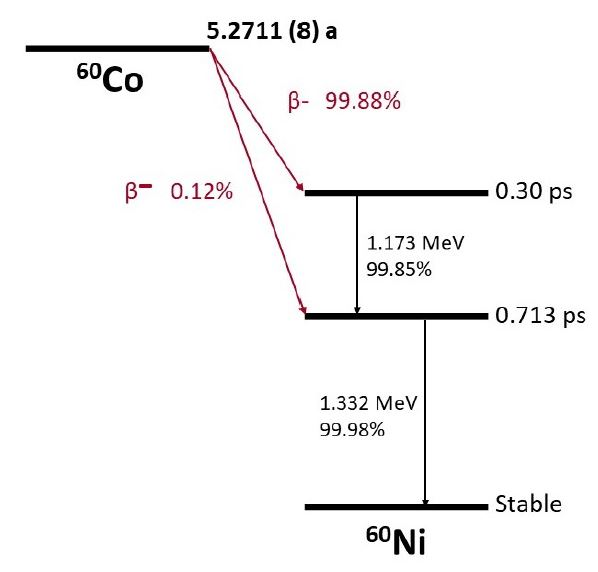 5.2711 (8) a
⁶⁰Co
β- 99.88%
β– 0.12%
0.30 ps
1.173 MeV
99.85%
0.713 ps
1.332 MeV
99.98%
Stable
⁶⁰Ni